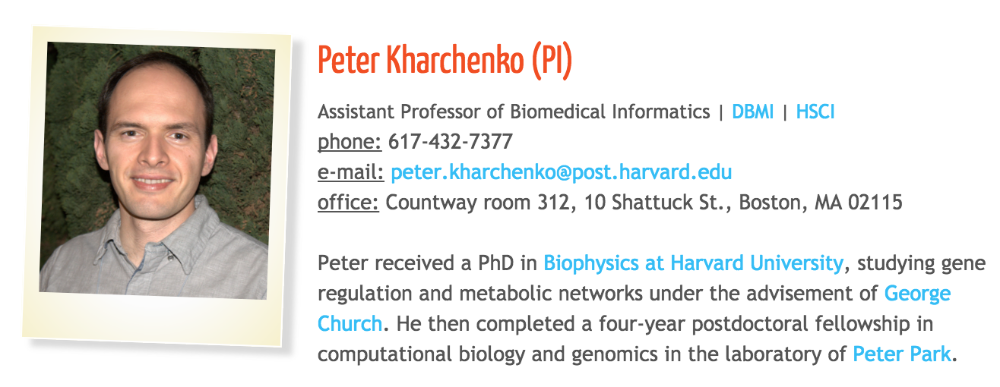 Peter Kharchenko (PI)
Assistant Professor of Biomedical Informatics | DBMI | HSCI
phone: 617-432-7377
e-mail: peter.kharchenko@post.harvard.edu
office: Countway room 312, 10 Shattuck St., Boston, MA 02115
Peter received a PhD in Biophysics at Harvard University, studying gene
regulation and metabolic networks under the advisement of George
Church. He then completed a four-year postdoctoral fellowship in
computational biology and genomics in the laboratory of Peter Park.